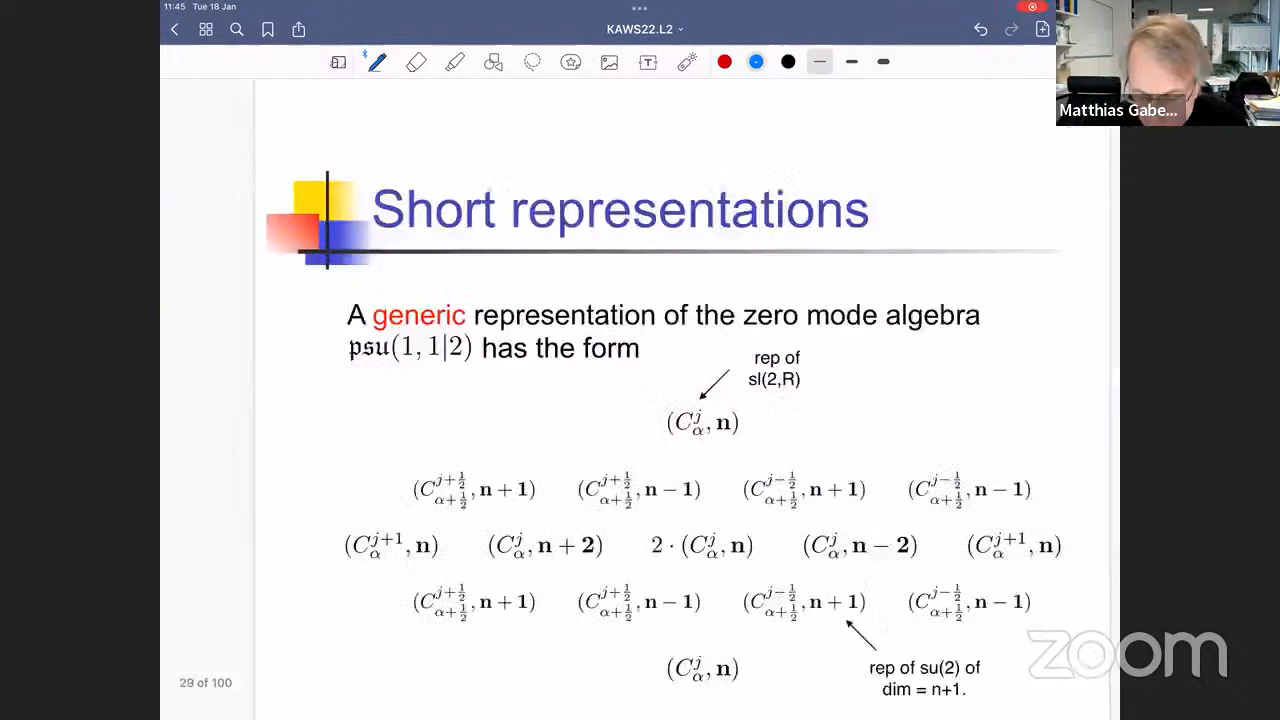 11:45 Tue 18 Jan
KAWS22.L2
Matthias Gabe...
Short representations
A generic representation of the zero mode algebra
𝔭𝔰𝔲(1, 1|2) has the form
rep of
sl(2,R)
(C^j_α, n)
(C^{j+1/2}_{α+1/2}, n + 1) (C^{j+1/2}_{α+1/2}, n − 1) (C^{j−1/2}_{α+1/2}, n + 1) (C^{j−1/2}_{α+1/2}, n − 1)
(C^{j+1}_α, n) (C^j_α, n + 2) 2 · (C^j_α, n) (C^j_α, n − 2) (C^{j+1}_α, n)
(C^{j+1/2}_{α+1/2}, n + 1) (C^{j+1/2}_{α+1/2}, n − 1) (C^{j−1/2}_{α+1/2}, n + 1) (C^{j−1/2}_{α+1/2}, n − 1)
(C^j_α, n)
rep of su(2) of
dim = n+1.
29 of 100
zoom